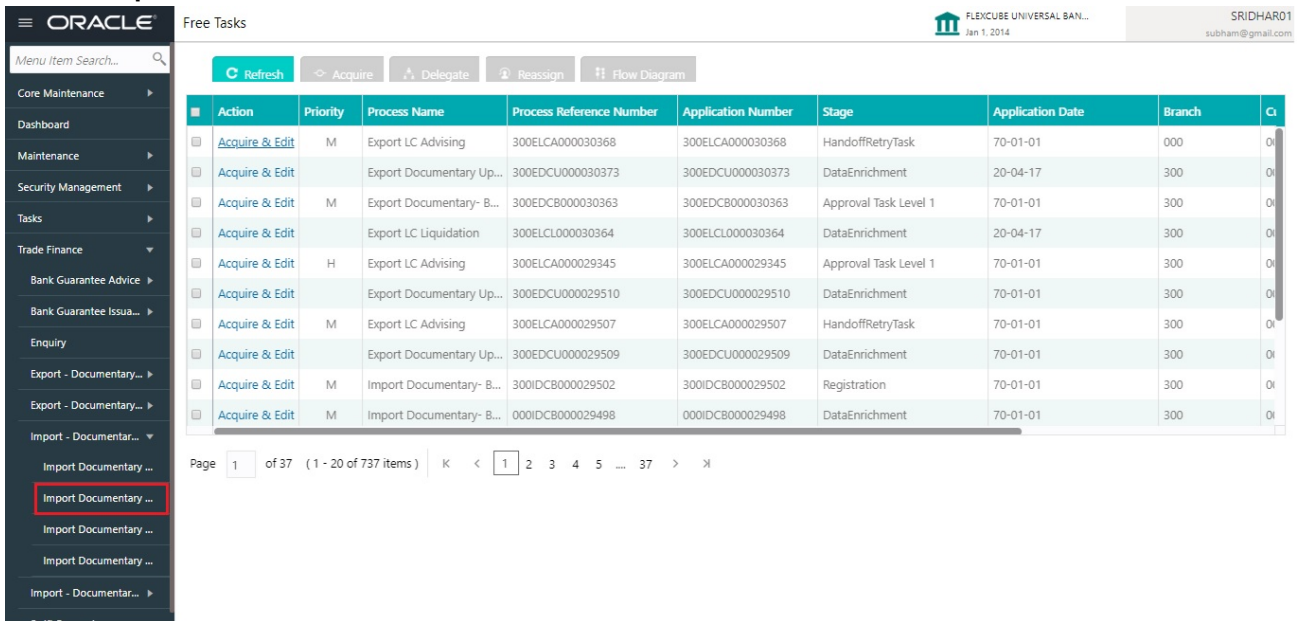 ORACLE
Free Tasks
FLEXCUBE UNIVERSAL BAN...
Jan 1, 2014
SRIDHAR01
subham@gmail.com
Menu Item Search...
Core Maintenance
Dashboard
Maintenance
Security Management
Tasks
Trade Finance
Bank Guarantee Advice
Bank Guarantee Issua...
Enquiry
Export - Documentary...
Export - Documentary...
Import - Documentar...
Import Documentary ...
Import Documentary ...
Import Documentary ...
Import Documentary ...
Import - Documentar...
Refresh Acquire Delegate Reassign Flow Diagram
Action Priority Process Name Process Reference Number Application Number Stage Application Date Branch
Acquire & Edit M Export LC Advising 300ELCA000030368 300ELCA000030368 HandoffRetryTask 70-01-01 000
Acquire & Edit Export Documentary Up... 300EDCU000030373 300EDCU000030373 DataEnrichment 20-04-17 300
Acquire & Edit M Export Documentary- B... 300EDCB000030363 300EDCB000030363 Approval Task Level 1 70-01-01 300
Acquire & Edit Export LC Liquidation 300ELCL000030364 300ELCL000030364 DataEnrichment 20-04-17 300
Acquire & Edit H Export LC Advising 300ELCA000029345 300ELCA000029345 Approval Task Level 1 70-01-01 300
Acquire & Edit Export Documentary Up... 300EDCU000029510 300EDCU000029510 DataEnrichment 70-01-01 300
Acquire & Edit M Export LC Advising 300ELCA000029507 300ELCA000029507 HandoffRetryTask 70-01-01 300
Acquire & Edit Export Documentary Up... 300EDCU000029509 300EDCU000029509 DataEnrichment 70-01-01 300
Acquire & Edit M Import Documentary- B... 300IDCB000029502 300IDCB000029502 Registration 70-01-01 300
Acquire & Edit M Import Documentary- B... 000IDCB000029498 000IDCB000029498 DataEnrichment 70-01-01 300
Page 1 of 37 ( 1 - 20 of 737 items ) 1 2 3 4 5 ... 37